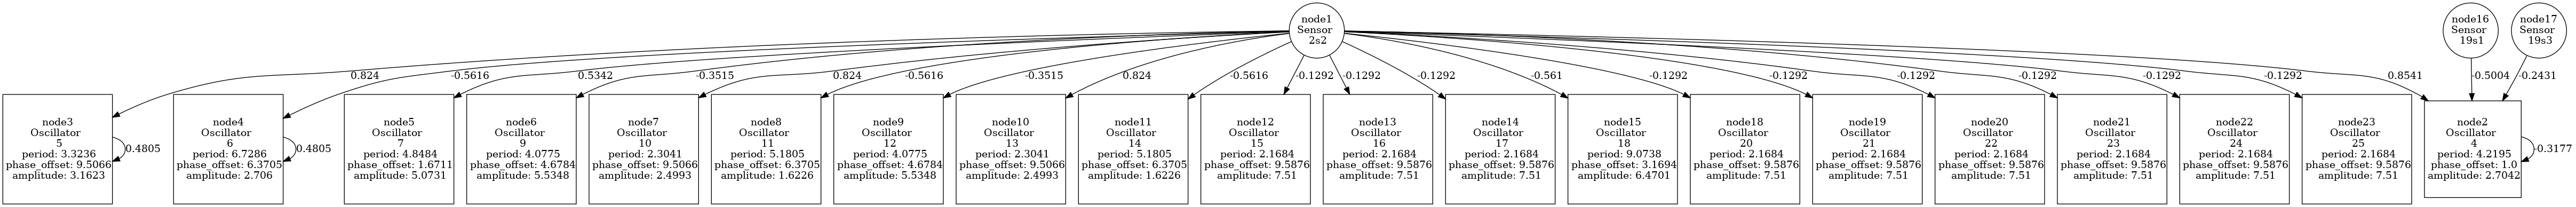 node1
Sensor
2s2
node16
Sensor
19s1
node17
Sensor
19s3
0.824
-0.5616
0.5342
-0.3515
0.824
-0.5616
-0.3515
0.824
-0.5616
-0.1292
-0.1292
-0.1292
-0.561
-0.1292
-0.1292
-0.1292
-0.1292
-0.1292
-0.1292
0.8541
-0.5004
-0.2431
node3
Oscillator
5
period: 3.3236
phase_offset: 9.5066
amplitude: 3.1623
0.4805
node4
Oscillator
6
period: 6.7286
phase_offset: 6.3705
amplitude: 2.706
0.4805
node5
Oscillator
7
period: 4.8484
phase_offset: 1.6711
amplitude: 5.0731
node6
Oscillator
9
period: 4.0775
phase_offset: 4.6784
amplitude: 5.5348
node7
Oscillator
10
period: 2.3041
phase_offset: 9.5066
amplitude: 2.4993
node8
Oscillator
11
period: 5.1805
phase_offset: 6.3705
amplitude: 1.6226
node9
Oscillator
12
period: 4.0775
phase_offset: 4.6784
amplitude: 5.5348
node10
Oscillator
13
period: 2.3041
phase_offset: 9.5066
amplitude: 2.4993
node11
Oscillator
14
period: 5.1805
phase_offset: 6.3705
amplitude: 1.6226
node12
Oscillator
15
period: 2.1684
phase_offset: 9.5876
amplitude: 7.51
node13
Oscillator
16
period: 2.1684
phase_offset: 9.5876
amplitude: 7.51
node14
Oscillator
17
period: 2.1684
phase_offset: 9.5876
amplitude: 7.51
node15
Oscillator
18
period: 9.0738
phase_offset: 3.1694
amplitude: 6.4701
node18
Oscillator
20
period: 2.1684
phase_offset: 9.5876
amplitude: 7.51
node19
Oscillator
21
period: 2.1684
phase_offset: 9.5876
amplitude: 7.51
node20
Oscillator
22
period: 2.1684
phase_offset: 9.5876
amplitude: 7.51
node21
Oscillator
23
period: 2.1684
phase_offset: 9.5876
amplitude: 7.51
node22
Oscillator
24
period: 2.1684
phase_offset: 9.5876
amplitude: 7.51
node23
Oscillator
25
period: 2.1684
phase_offset: 9.5876
amplitude: 7.51
node2
Oscillator
4
period: 4.2195
phase_offset: 1.0
amplitude: 2.7042
-0.3177